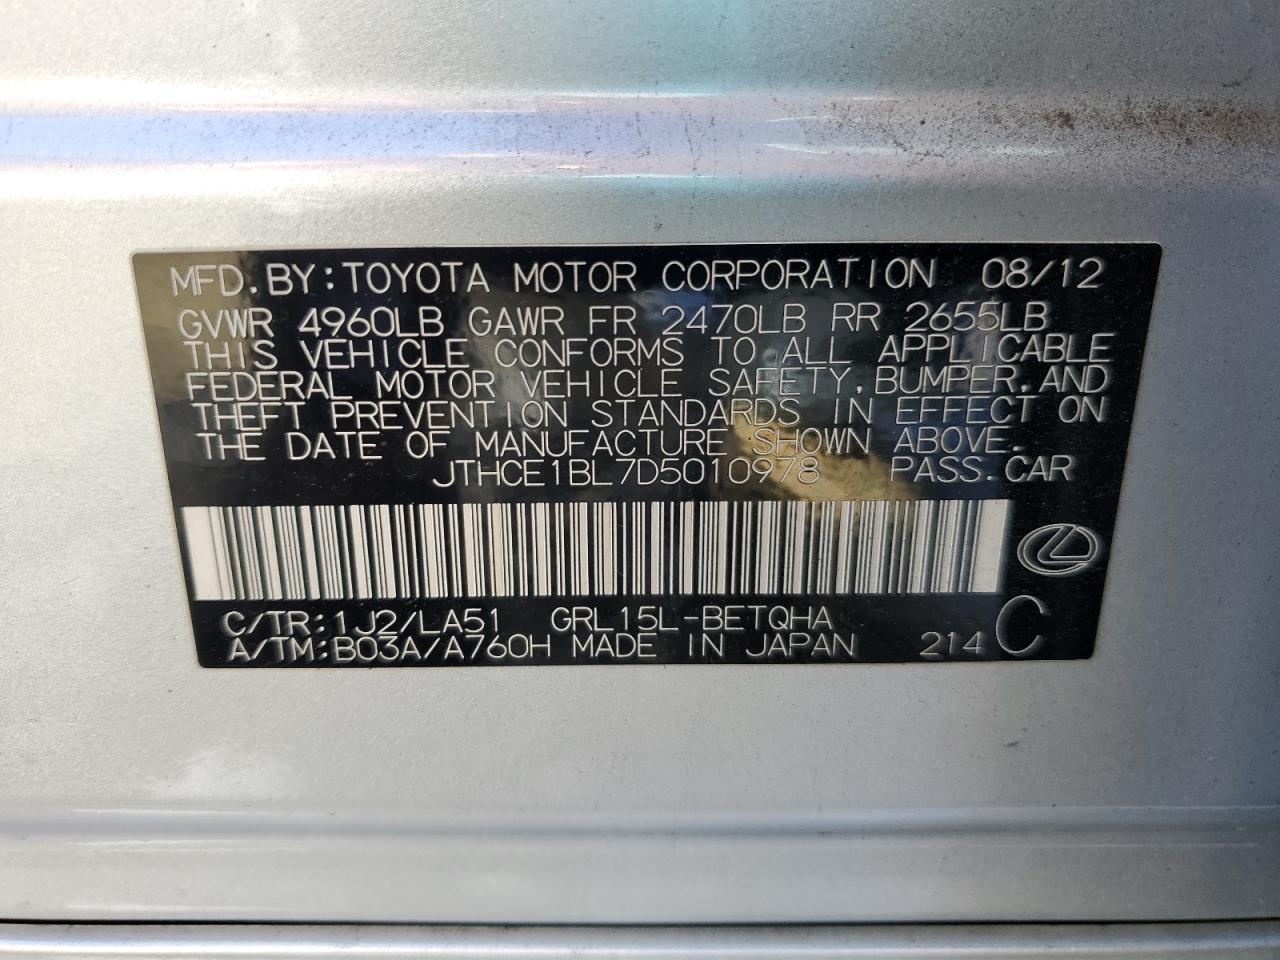 MFD. BY: TOYOTA MOTOR CORPORATION 08/12
GVWR 4960LB GAWR FR 2470LB RR 2655LB
THIS VEHICLE CONFORMS TO ALL APPLICABLE
FEDERAL MOTOR VEHICLE SAFETY, BUMPER, AND
THEFT PREVENTION STANDARDS IN EFFECT ON
THE DATE OF MANUFACTURE SHOWN ABOVE.
JTHCE1BL7D5010978 PASS. CAR
C/TR: 1J2/LA51 GRL15L-BETQHA
A/TM: B03A/A760H MADE IN JAPAN 214 C